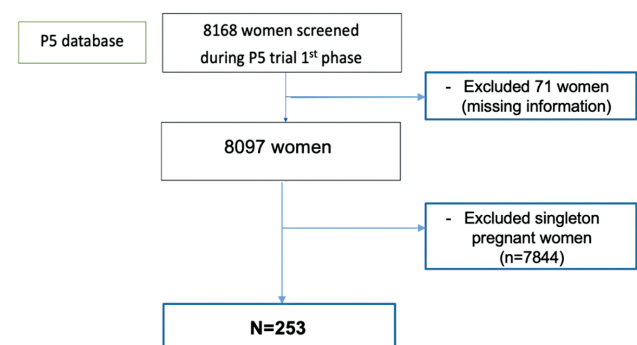 P5 database
8168 women screened
during P5 trial 1st phase
- Excluded 71 women
(missing information)
8097 women
- Excluded singleton
pregnant women
(n=7844)
N=253